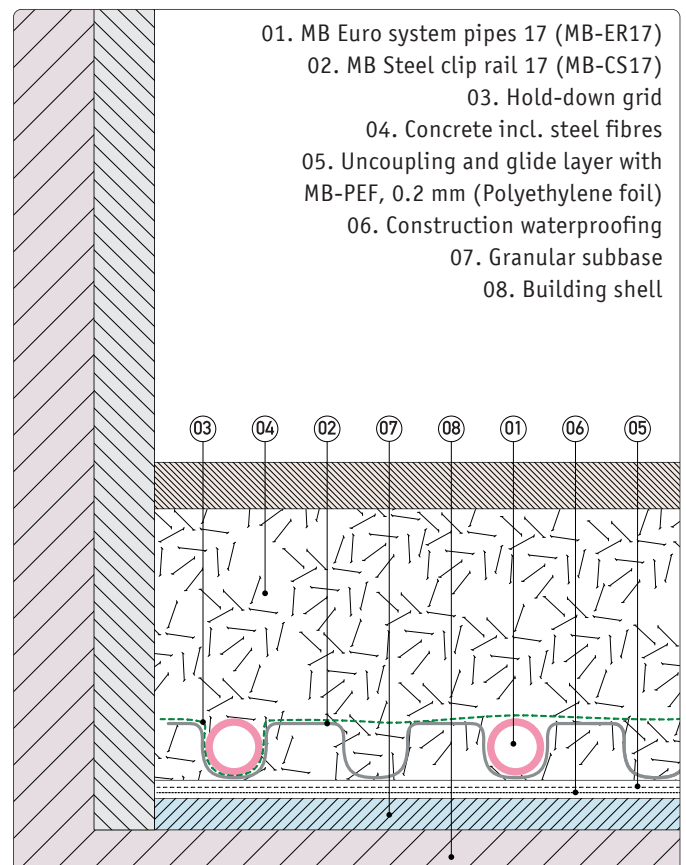 01. MB Euro system pipes 17 (MB-ER17)
02. MB Steel clip rail 17 (MB-CS17)
03. Hold-down grid
04. Concrete incl. steel fibres
05. Uncoupling and glide layer with
MB-PEF, 0.2 mm (Polyethylene foil)
06. Construction waterproofing
07. Granular subbase
08. Building shell
03 04 02 07 08 01 06 05